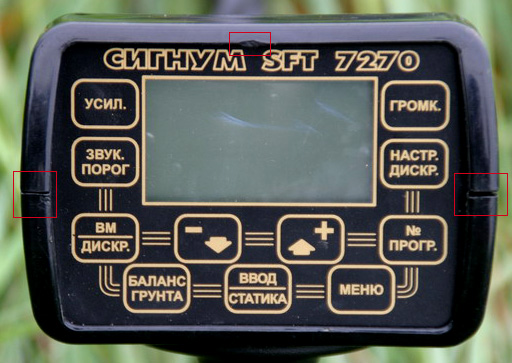 СИГНУМ SFT 7270
УСИЛ.
ГРОМК.
ЗВУК.
ПОРОГ
НАСТР.
ДИСКР.
ВМ
ДИСКР.
-
+
№
ПРОГР.
БАЛАНС
ГРУНТА
ВВОД
СТАТИКА
МЕНЮ